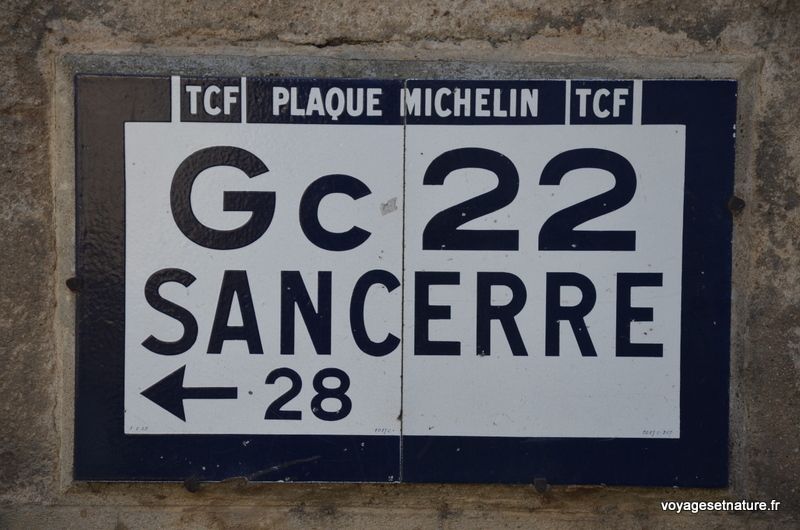 TCF PLAQUE MICHELIN TCF
Gc 22
SANCERRE
← 28
voyagesetnature.fr